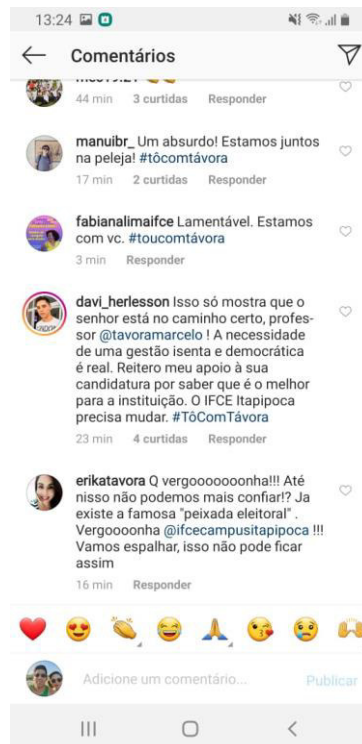 13:24
Comentários
44 min 3 curtidas Responder
manuibr_ Um absurdo! Estamos juntos
na peleja! #tôcomtávora
17 min 2 curtidas Responder
fabianalimaifce Lamentável. Estamos
com vc. #toucomtávora
3 min Responder
davi_herlesson Isso só mostra que o
senhor está no caminho certo, profes-
sor @tavoramarcelo ! A necessidade
de uma gestão isenta e democrática
é real. Reitero meu apoio à sua
candidatura por saber que é o melhor
para a instituição. O IFCE Itapipoca
precisa mudar. #TôComTávora
23 min 4 curtidas Responder
erikatavora Q vergoooooooonha!!! Até
nisso não podemos mais confiar!? Ja
existe a famosa "peixada eleitoral" .
Vergoooonha @ifcecampusitapipoca !!!
Vamos espalhar, isso não pode ficar
assim
16 min Responder
Adicione um comentário... Publicar